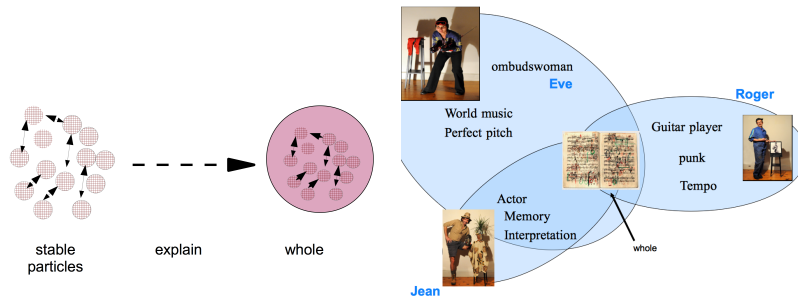 stable
particles
explain
whole
ombudswoman
Eve
World music
Perfect pitch
Roger
Guitar player
punk
Tempo
Actor
Memory
Interpretation
whole
Jean